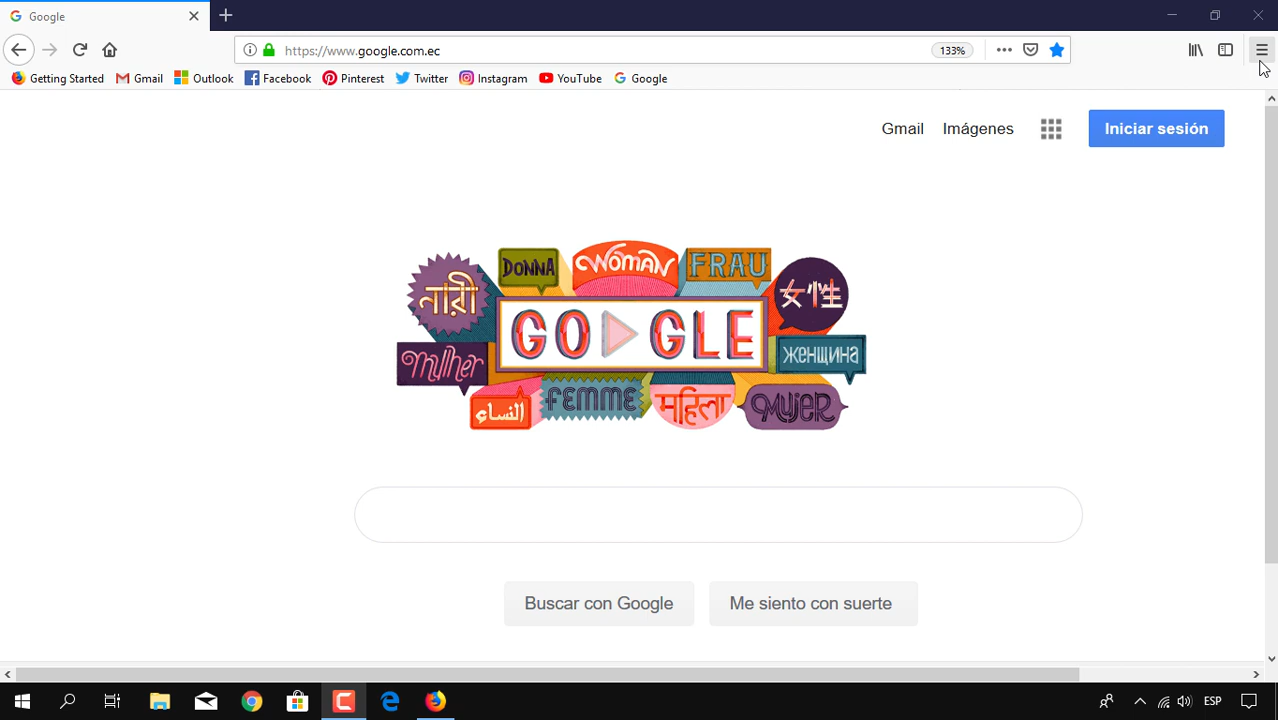 Google
https://www.google.com.ec
133%
Getting Started
Gmail
Outlook
Facebook
Pinterest
Twitter
Instagram
YouTube
Google
Gmail
Imágenes
Iniciar sesión
নারী
DONNA
WOMAN
FRAU
女性
GO GLE
Mulher
женщина
النساء
FEMME
महिला
MUJER
Buscar con Google
Me siento con suerte
ESP